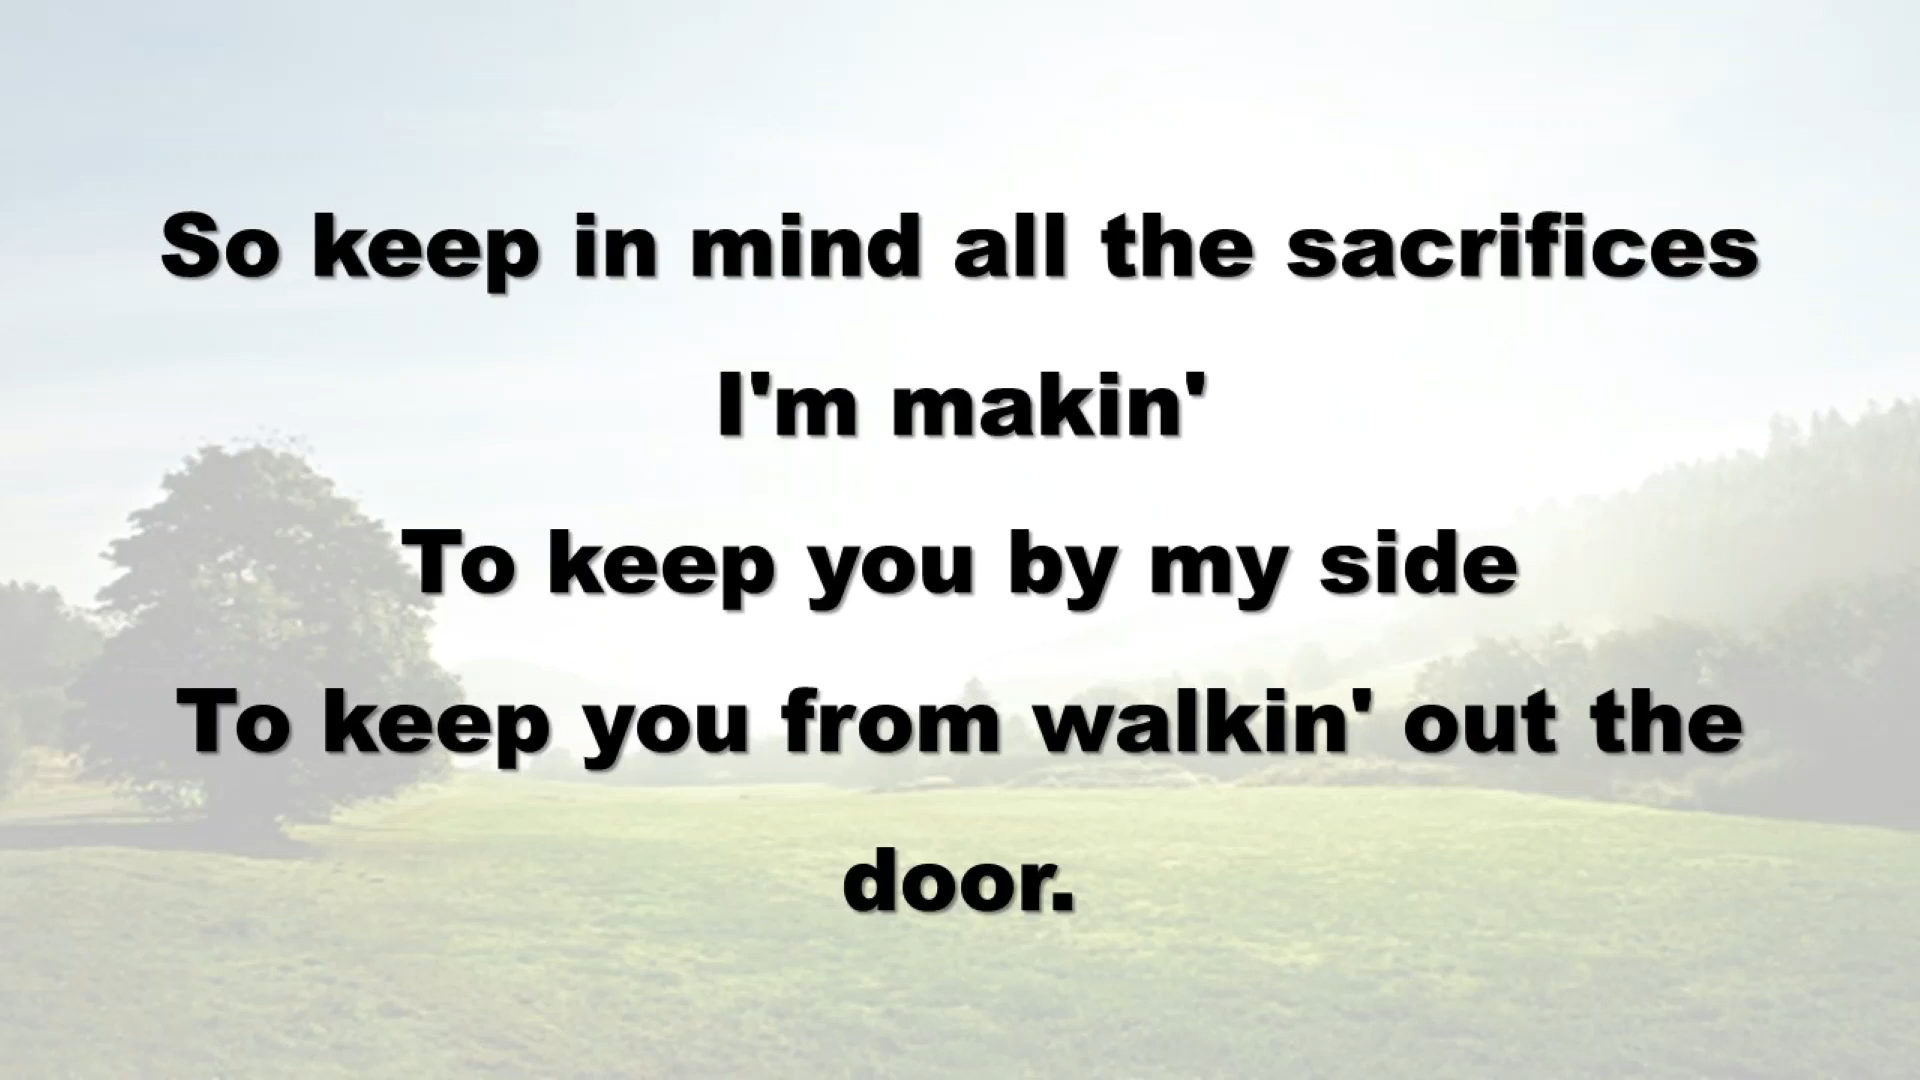 So keep in mind all the sacrifices
I'm makin'
To keep you by my side
To keep you from walkin' out the
door.